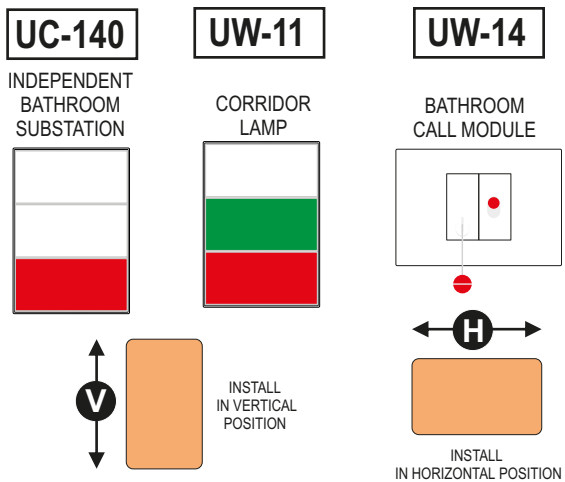 UC-140
UW-11
UW-14
INDEPENDENT
BATHROOM
SUBSTATION
CORRIDOR
LAMP
BATHROOM
CALL MODULE
V
INSTALL
IN VERTICAL
POSITION
H
INSTALL
IN HORIZONTAL POSITION